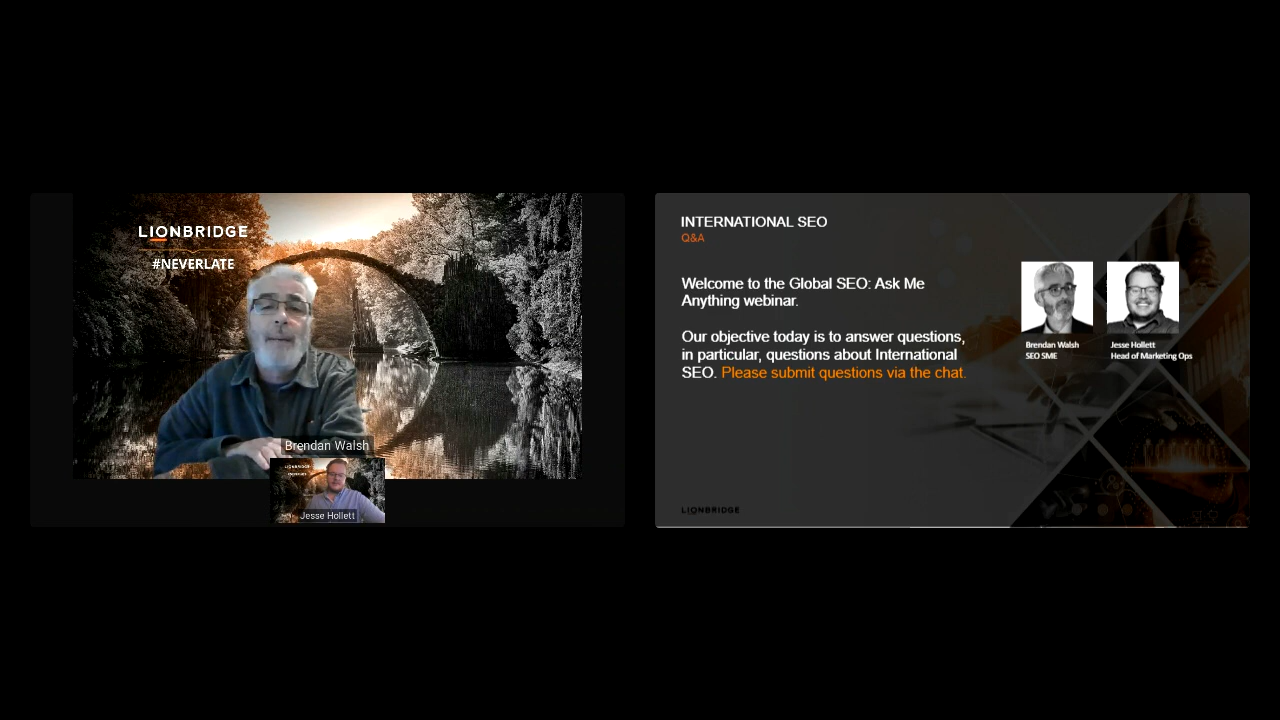 LIONBRIDGE
#NEVERLATE
Brendan Walsh
LIONBRIDGE
Jesse Hollett
INTERNATIONAL SEO
Q&A
Welcome to the Global SEO: Ask Me
Anything webinar.
Our objective today is to answer questions,
in particular, questions about International
SEO. Please submit questions via the chat.
Brendan Walsh
SEO SME
Jesse Hollett
Head of Marketing Ops
LIONBRIDGE